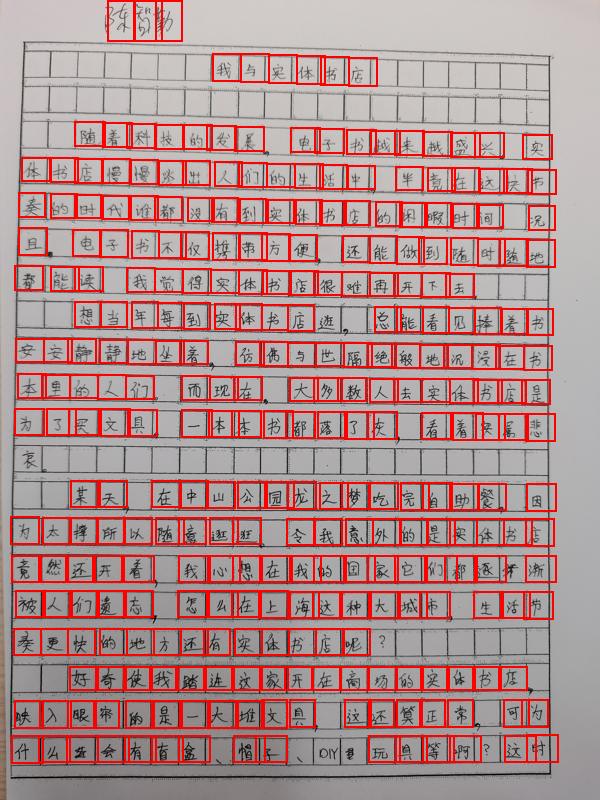 陈智勤
我与实体书店
随着科技的发展，电子书越来越盛兴，实
体书店慢慢淡出人们的生活中，毕竟在这快节
奏的时代谁都没有到实体书店的闲暇时间，况
且，电子书不仅携带方便，还能做到随时随地
都能读，我觉得实体书店很难再开下去
想当年每到实体书店逛，总能看见捧着书
安安静静地坐着，仿佛与世隔绝般地沉浸在书
本里的人们，而现在，大多数人去实体书店是
为了买文具，一本本书都落了灰，看着实属悲
哀。
某天，在中山公园龙之梦吃完自助餐，因
为太撑所以随意逛逛，令我意外的是实体书店
竟然还开着，我心想在我的国家它们都逐渐
被人们遗忘，怎么在上海这种大城市，生活节
奏更快的地方还有实体书店呢？
好奇使我踏进这家开在商场的实体书店，
映入眼帘的是一大堆文具，这还算正常，可为
什么还会有盲盒、帽子、DIY玩具等啊？这时